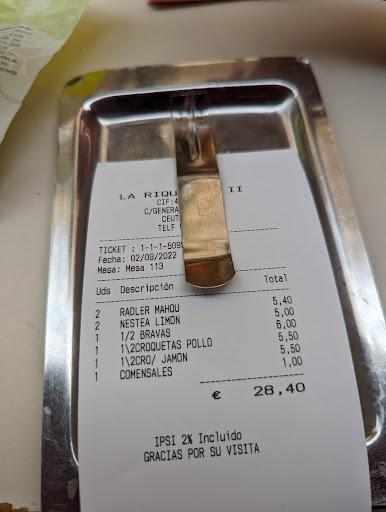 LA RIQU II
CIF:4
C/GENERA
CEUT
TELF
TICKET : 1-1-1-509
Fecha: 02/08/2022
Mesa: Mesa 113
Uds Descripción Total
2 RADLER MAHOU 5,40
2 NESTEA LIMON 5,00
1 1/2 BRAVAS 6,00
1 1\2CROQUETAS POLLO 5,50
1 1\2CRO/ JAMON 5,50
1 COMENSALES 1,00
€ 28,40
IPSI 2% Incluido
GRACIAS POR SU VISITA